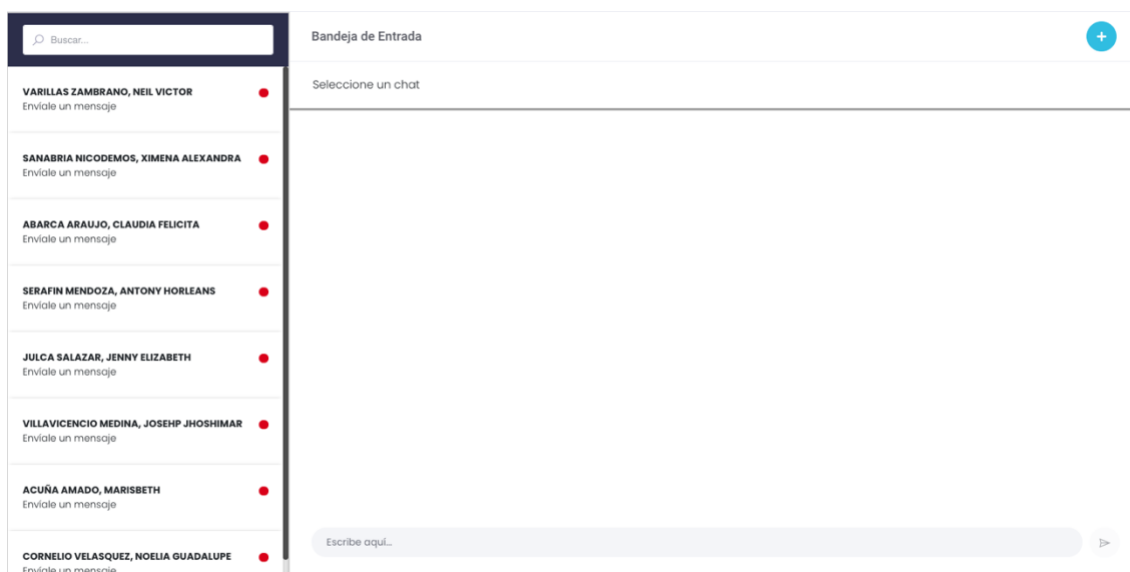 Buscar...
VARILLAS ZAMBRANO, NEIL VICTOR
Envíale un mensaje
SANABRIA NICODEMOS, XIMENA ALEXANDRA
Envíale un mensaje
ABARCA ARAUJO, CLAUDIA FELICITA
Envíale un mensaje
SERAFIN MENDOZA, ANTONY HORLEANS
Envíale un mensaje
JULCA SALAZAR, JENNY ELIZABETH
Envíale un mensaje
VILLAVICENCIO MEDINA, JOSEHP JHOSHIMAR
Envíale un mensaje
ACUÑA AMADO, MARISBETH
Envíale un mensaje
CORNELIO VELASQUEZ, NOELIA GUADALUPE
Envíale un mensaje
Bandeja de Entrada
+
Seleccione un chat
Escribe aquí...